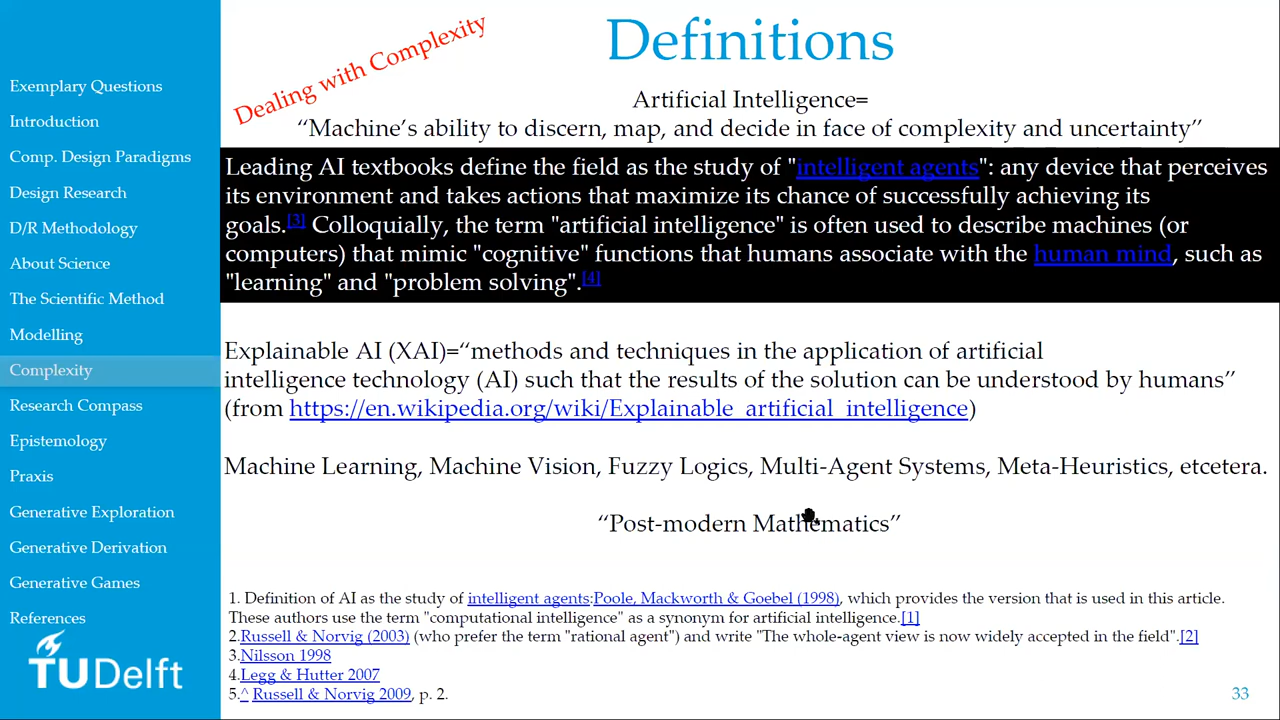 Exemplary Questions
Introduction
Comp. Design Paradigms
Design Research
D/R Methodology
About Science
The Scientific Method
Modelling
Complexity
Research Compass
Epistemology
Praxis
Generative Exploration
Generative Derivation
Generative Games
References
TUDelft
Dealing with Complexity
Definitions
Artificial Intelligence=
“Machine’s ability to discern, map, and decide in face of complexity and uncertainty”
Leading AI textbooks define the field as the study of "intelligent agents": any device that perceives
its environment and takes actions that maximize its chance of successfully achieving its
goals.[3] Colloquially, the term "artificial intelligence" is often used to describe machines (or
computers) that mimic "cognitive" functions that humans associate with the human mind, such as
"learning" and "problem solving".[4]
Explainable AI (XAI)=“methods and techniques in the application of artificial
intelligence technology (AI) such that the results of the solution can be understood by humans”
(from https://en.wikipedia.org/wiki/Explainable_artificial_intelligence)
Machine Learning, Machine Vision, Fuzzy Logics, Multi-Agent Systems, Meta-Heuristics, etcetera.
“Post-modern Mathematics”
1. Definition of AI as the study of intelligent agents:Poole, Mackworth & Goebel (1998), which provides the version that is used in this article.
These authors use the term "computational intelligence" as a synonym for artificial intelligence.[1]
2.Russell & Norvig (2003) (who prefer the term "rational agent") and write "The whole-agent view is now widely accepted in the field".[2]
3.Nilsson 1998
4.Legg & Hutter 2007
5.^ Russell & Norvig 2009, p. 2.
33